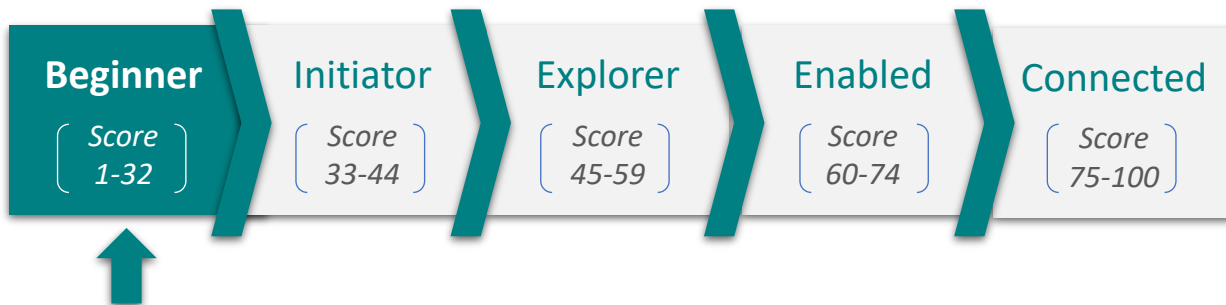 Beginner
Score
1-32
Initiator
Score
33-44
Explorer
Score
45-59
Enabled
Score
60-74
Connected
Score
75-100